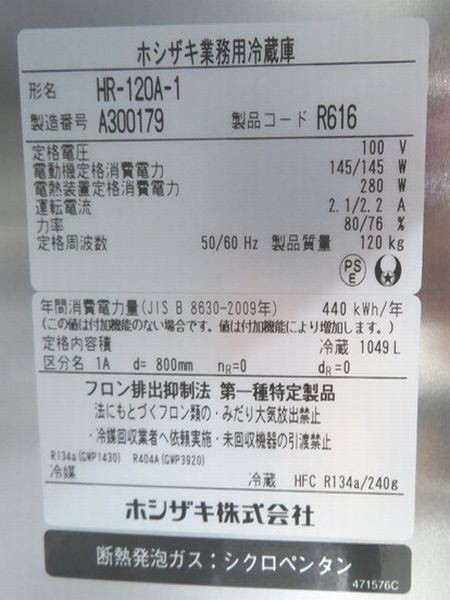 ホシザキ業務用冷蔵庫
形名 HR-120A-1
製造番号 A300179 製品コード R616
定格電圧 100 V
電動機定格消費電力 145/145 W
電熱装置定格消費電力 280 W
運転電流 2.1/2.2 A
力率 80/76 %
定格周波数 50/60 Hz 製品質量 120 kg
PS
E
年間消費電力量(JIS B 8630-2009年) 440 kWh/年
(この値は付加機能のない場合です。値は付加機能により増加します。)
定格内容積 冷蔵 1049 L
区分名 1A d= 800mm nR=0 dR=0
フロン排出抑制法 第一種特定製品
法にもとづくフロン類の・みだり大気放出禁止
・冷媒回収業者へ依頼実施・未回収機器の引渡禁止
R134a(GWP1430) R404A(GWP3920)
冷媒 冷蔵 HFC R134a/240g
ホシザキ株式会社
断熱発泡ガス：シクロペンタン
471576C